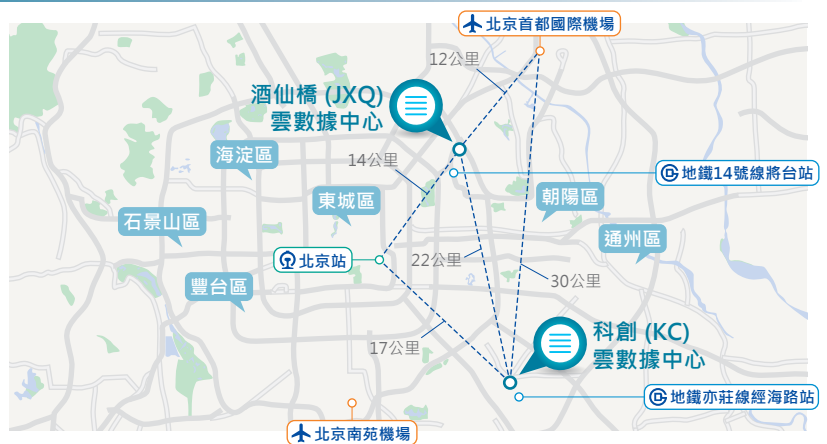 北京首都國際機場
12公里
酒仙橋 (JXQ)
雲數據中心
海淀區
14公里
地鐵14號線將台站
東城區
朝陽區
石景山區
通州區
北京站
22公里
30公里
豐台區
科創 (KC)
雲數據中心
17公里
地鐵亦莊線經海路站
北京南苑機場